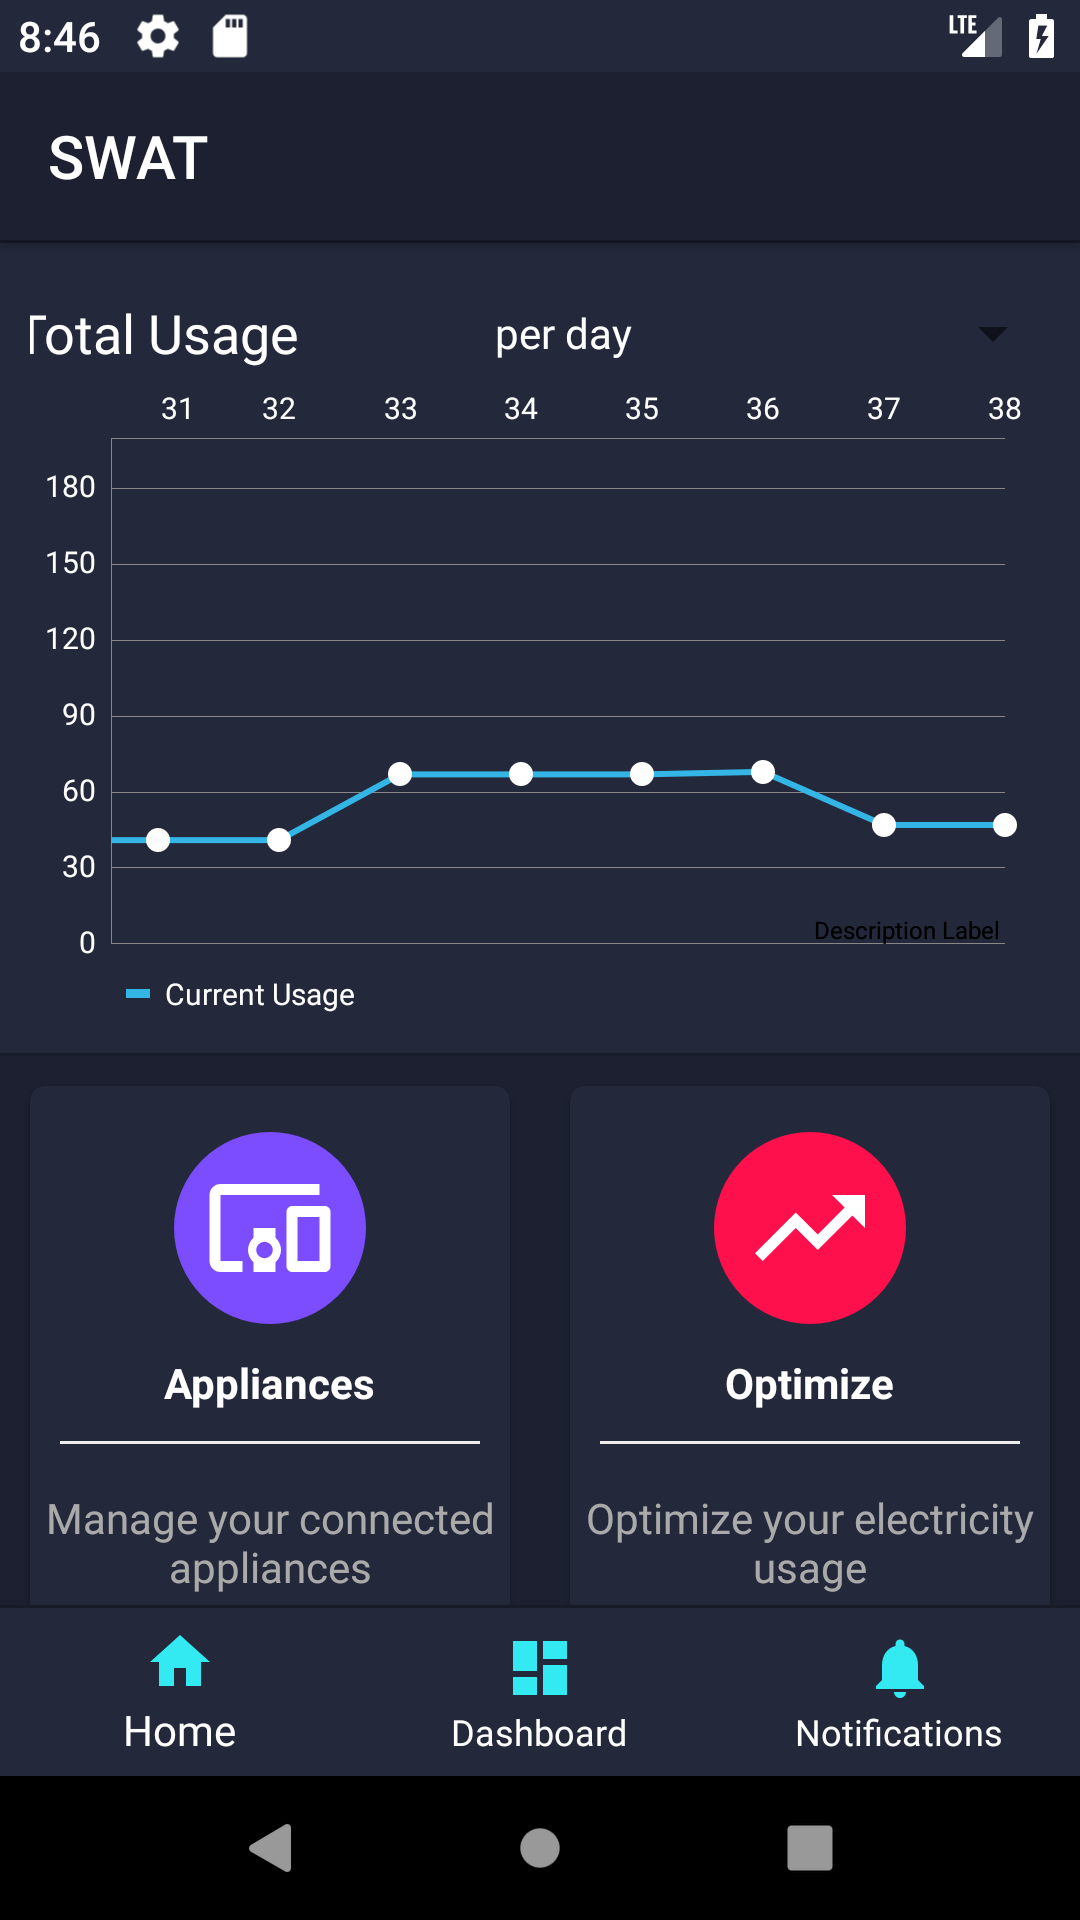 8:46 LTE
SWAT
Total Usage per day
31 32 33 34 35 36 37 38
180
150
120
90
60
30
0
Description Label
Current Usage
Appliances Optimize
Manage your connected appliances
Optimize your electricity usage
Home Dashboard Notifications